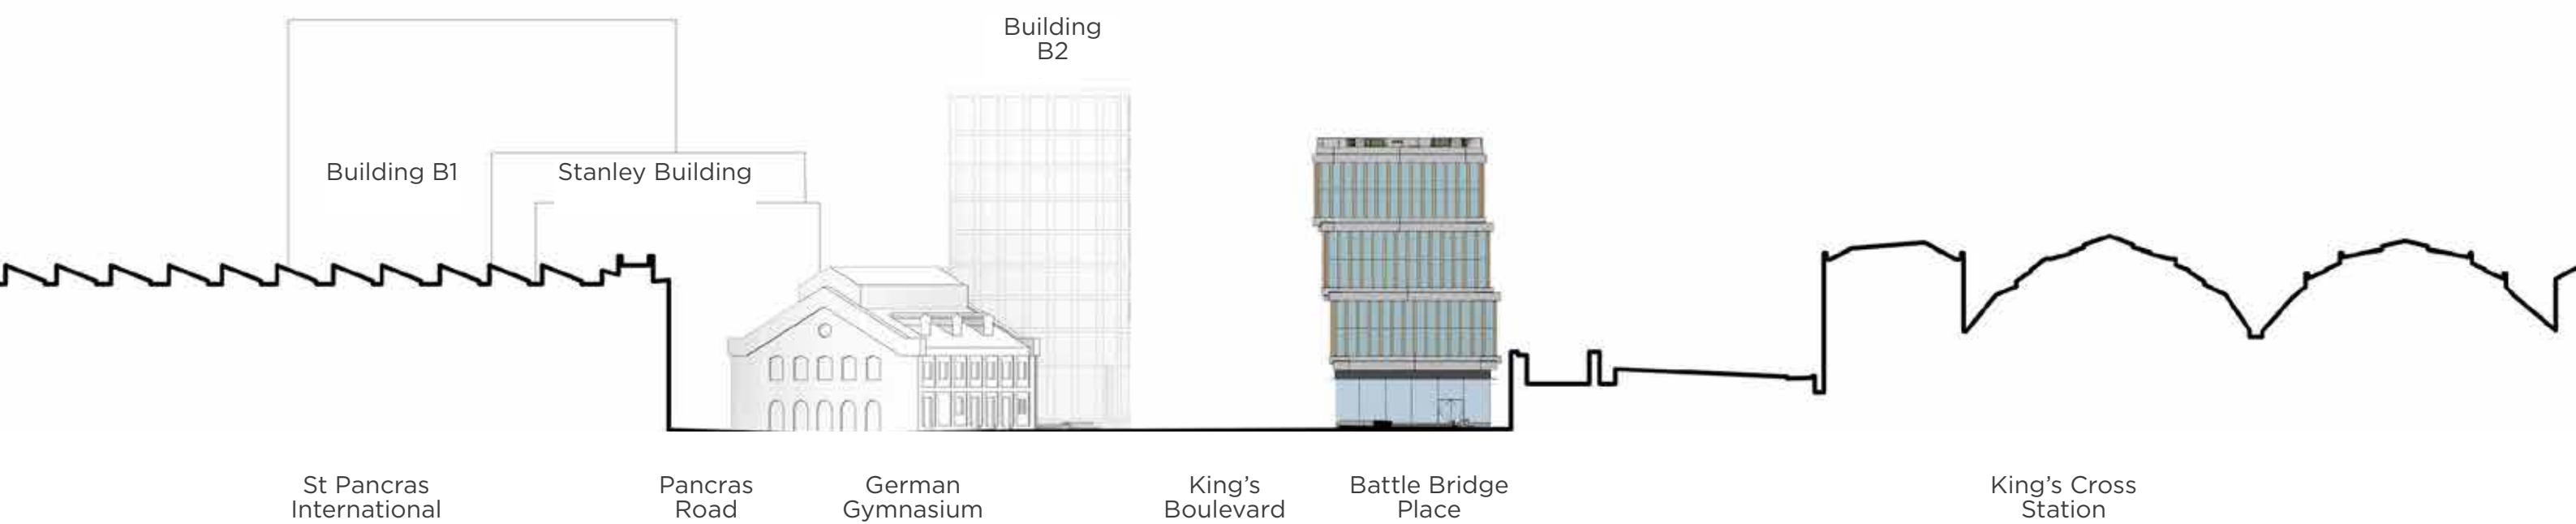 Building
B2
Building B1
Stanley Building
St Pancras
International
Pancras
Road
German
Gymnasium
King’s
Boulevard
Battle Bridge
Place
King’s Cross
Station